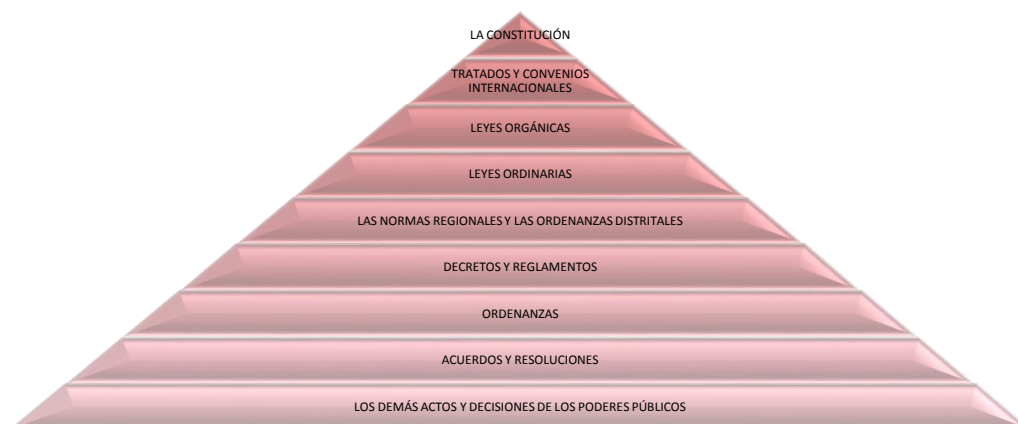 LA CONSTITUCIÓN
TRATADOS Y CONVENIOS
INTERNACIONALES
LEYES ORGÁNICAS
LEYES ORDINARIAS
LAS NORMAS REGIONALES Y LAS ORDENANZAS DISTRITALES
DECRETOS Y REGLAMENTOS
ORDENANZAS
ACUERDOS Y RESOLUCIONES
LOS DEMÁS ACTOS Y DECISIONES DE LOS PODERES PÚBLICOS